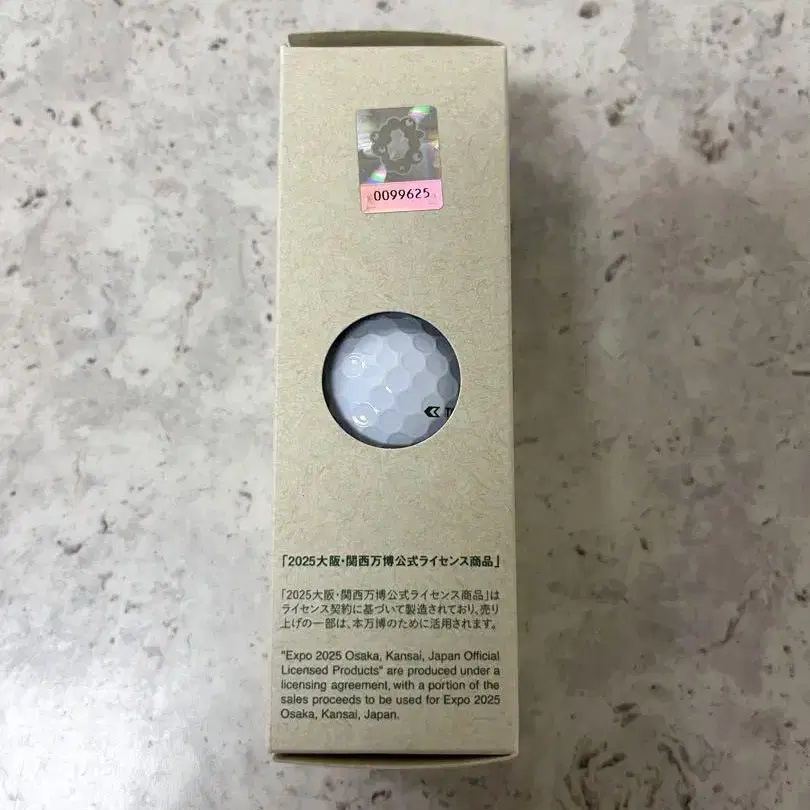 0099625
「2025大阪・関西万博公式ライセンス商品」
「2025大阪・関西万博公式ライセンス商品」は
ライセンス契約に基づいて製造されており、売り
上げの一部は、本万博のために活用されます。
"Expo 2025 Osaka, Kansai, Japan Official
Licensed Products" are produced under a
licensing agreement, with a portion of the
sales proceeds to be used for Expo 2025
Osaka, Kansai, Japan.